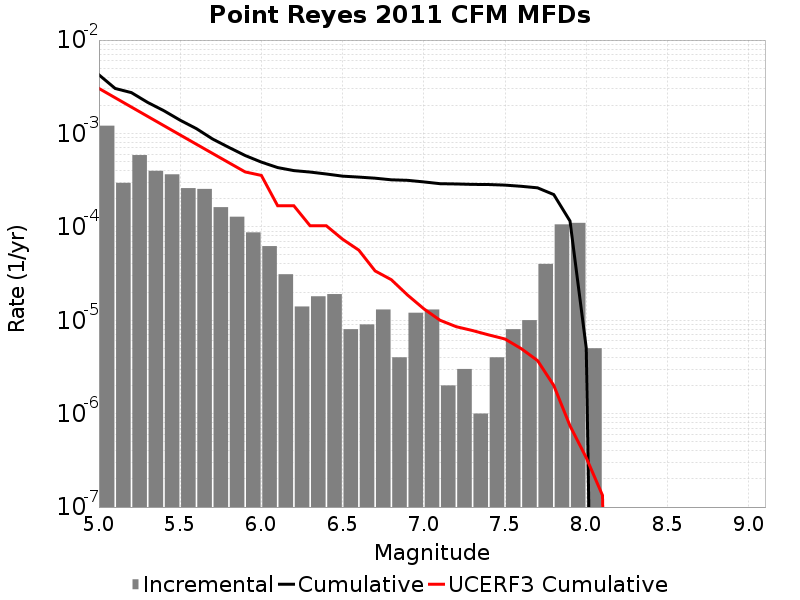 Point Reyes 2011 CFM MFDs
10-2
10-3
10-4
10-5
10-6
10-7
Rate (1/yr)
5.0 5.5 6.0 6.5 7.0 7.5 8.0 8.5 9.0
Magnitude
Incremental Cumulative UCERF3 Cumulative